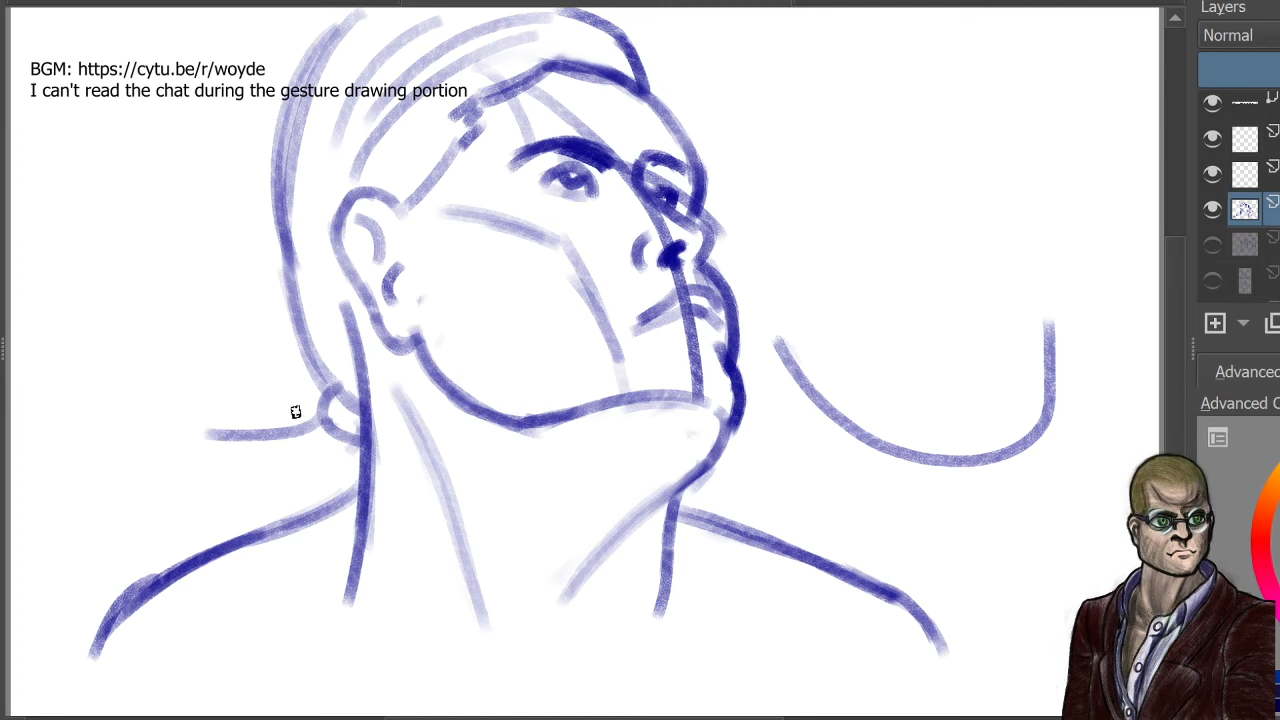 BGM: https://cytu.be/r/woyde
I can't read the chat during the gesture drawing portion
Layers
Normal
Advanced
Advanced